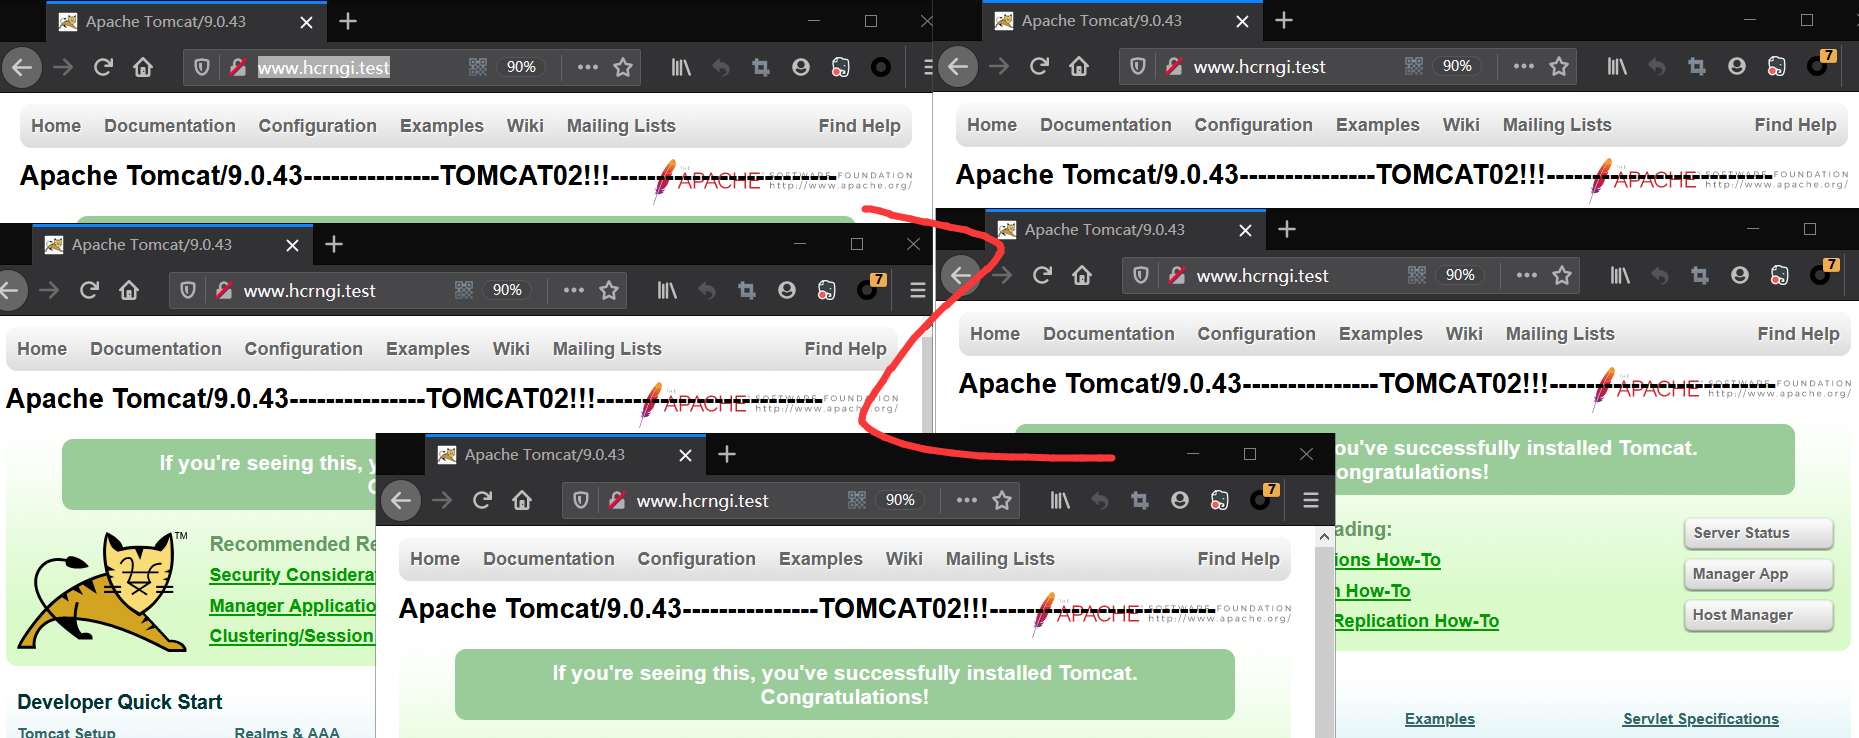 Apache Tomcat/9.0.43
www.hcrngi.test 90%
Home Documentation Configuration Examples Wiki Mailing Lists Find Help
Apache Tomcat/9.0.43---------------TOMCAT02!!!-------------------------
THE APACHE SOFTWARE FOUNDATION
http://www.apache.org/
Apache Tomcat/9.0.43
www.hcrngi.test 90% 7
Home Documentation Configuration Examples Wiki Mailing Lists Find Help
Apache Tomcat/9.0.43---------------TOMCAT02!!!-------------------------
THE APACHE SOFTWARE FOUNDATION
http://www.apache.org/
Apache Tomcat/9.0.43
www.hcrngi.test 90% 7
Home Documentation Configuration Examples Wiki Mailing Lists Find Help
Apache Tomcat/9.0.43---------------TOMCAT02!!!-------------------------
THE APACHE SOFTWARE FOUNDATION
http://www.apache.org/
If you're seeing this, y
TM
Recommended Re
Security Considerat
Manager Applicatio
Clustering/Session
Developer Quick Start
Tomcat Setup Realms & AAA
Apache Tomcat/9.0.43
www.hcrngi.test 90% 7
Home Documentation Configuration Examples Wiki Mailing Lists Find Help
Apache Tomcat/9.0.43---------------TOMCAT02!!!-------------------------
THE APACHE SOFTWARE FOUNDATION
http://www.apache.org/
ou've successfully installed Tomcat.
ongratulations!
ading:
ions How-To
n How-To
Replication How-To
Server Status
Manager App
Host Manager
Examples Servlet Specifications
Apache Tomcat/9.0.43
www.hcrngi.test 90% 7
Home Documentation Configuration Examples Wiki Mailing Lists Find Help
Apache Tomcat/9.0.43---------------TOMCAT02!!!-------------------------
THE APACHE SOFTWARE FOUNDATION
http://www.apache.org/
If you're seeing this, you've successfully installed Tomcat.
Congratulations!